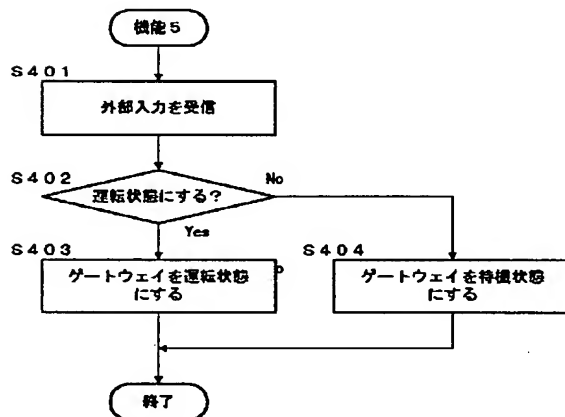 機能5
S401
外部入力を受信
S402
運転状態にする?
No
Yes
S403
ゲートウェイを運転状態
にする
S404
ゲートウェイを待機状態
にする
終了